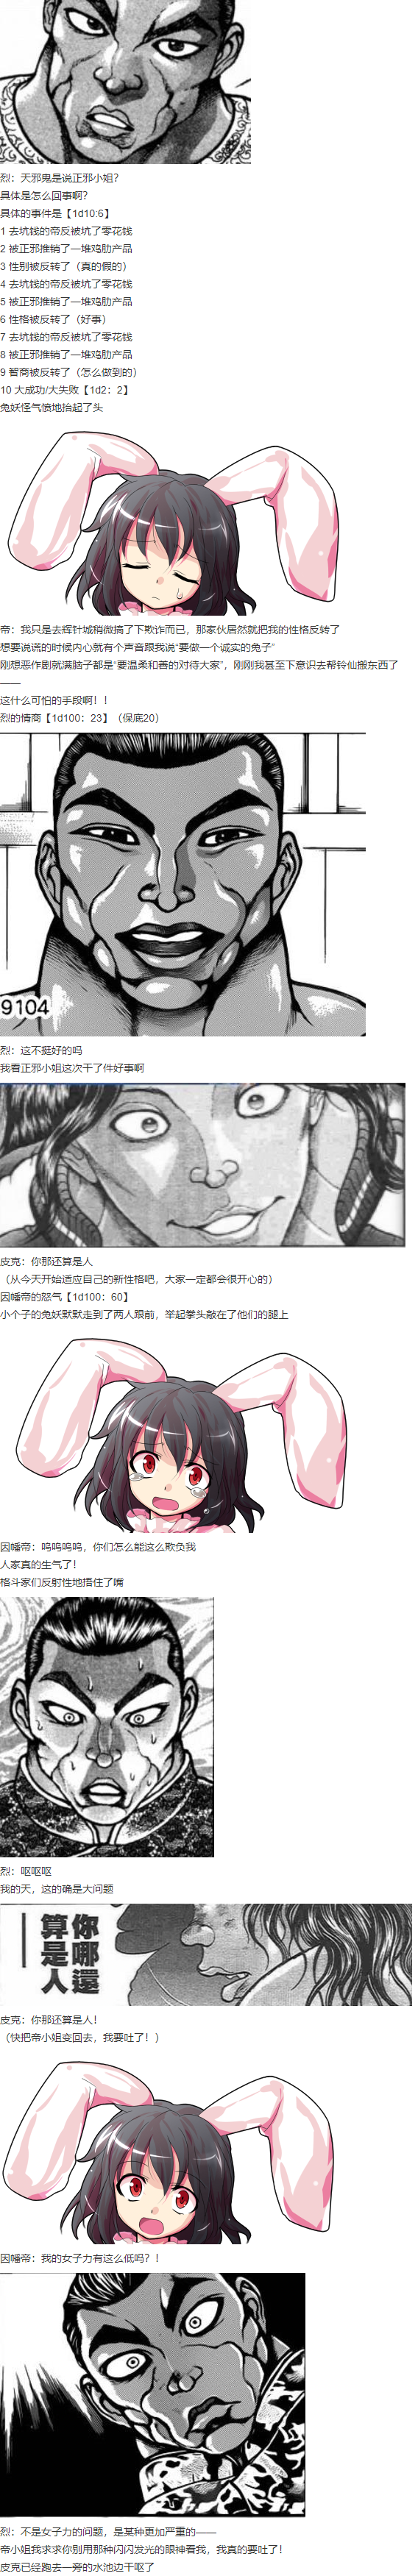 烈：天邪鬼是说正邪小姐？
具体是怎么回事啊？
具体的事件是【1d10:6】
1 去坑钱的帝反被坑了零花钱
2 被正邪推销了一堆鸡肋产品
3 性别被反转了（真的假的）
4 去坑钱的帝反被坑了零花钱
5 被正邪推销了一堆鸡肋产品
6 性格被反转了（好事）
7 去坑钱的帝反被坑了零花钱
8 被正邪推销了一堆鸡肋产品
9 智商被反转了（怎么做到的）
10 大成功/大失败【1d2：2】
兔妖怪气愤地抬起了头
帝：我只是去辉针城稍微搞了下欺诈而已，那家伙居然就把我的性格反转了
想要说谎的时候内心就有个声音跟我说“要做一个诚实的兔子”
刚想恶作剧就满脑子都是“要温柔和善的对待大家”，刚刚我甚至下意识去帮铃仙搬东西了
——
这什么可怕的手段啊！！
烈的情商【1d100：23】（保底20）
9104
烈：这不挺好的吗
我看正邪小姐这次干了件好事啊
皮克：你那还算是人
（从今天开始适应自己的新性格吧，大家一定都会很开心的）
因幡帝的怒气【1d100：60】
小个子的兔妖默默走到了两人跟前，举起拳头敲在了他们的腿上
因幡帝：呜呜呜呜，你们怎么能这么欺负我
人家真的生气了！
格斗家们反射性地捂住了嘴
烈：呕呕呕
我的天，这的确是大问题
你哪還
算是人
——
皮克：你那还算是人！
（快把帝小姐变回去，我要吐了！）
因幡帝：我的女子力有这么低吗？！
烈：不是女子力的问题，是某种更加严重的——
帝小姐我求求你别用那种闪闪发光的眼神看我，我真的要吐了！
皮克已经跑去一旁的水池边干呕了